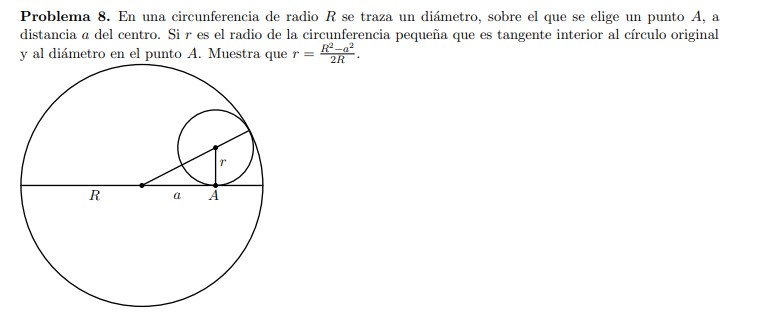 Problema 8. En una circunferencia de radio R se traza un diámetro, sobre el que se elige un punto A, a
distancia a del centro. Si r es el radio de la circunferencia pequeña que es tangente interior al círculo original
y al diámetro en el punto A. Muestra que r = \frac{R^2-a^2}{2R}.
r
R a A